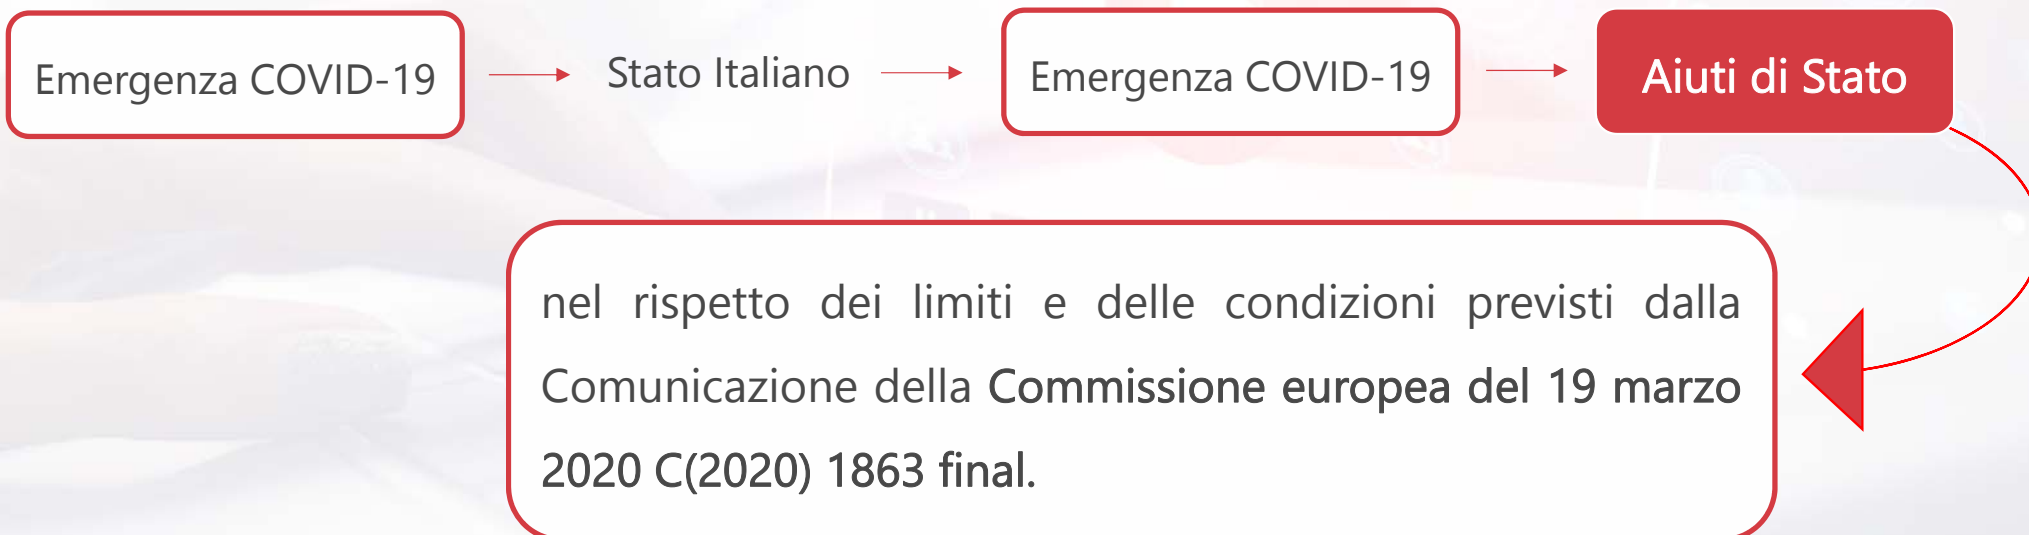 Emergenza COVID-19
Stato Italiano
Emergenza COVID-19
Aiuti di Stato
nel rispetto dei limiti e delle condizioni previsti dalla
Comunicazione della Commissione europea del 19 marzo
2020 C(2020) 1863 final.